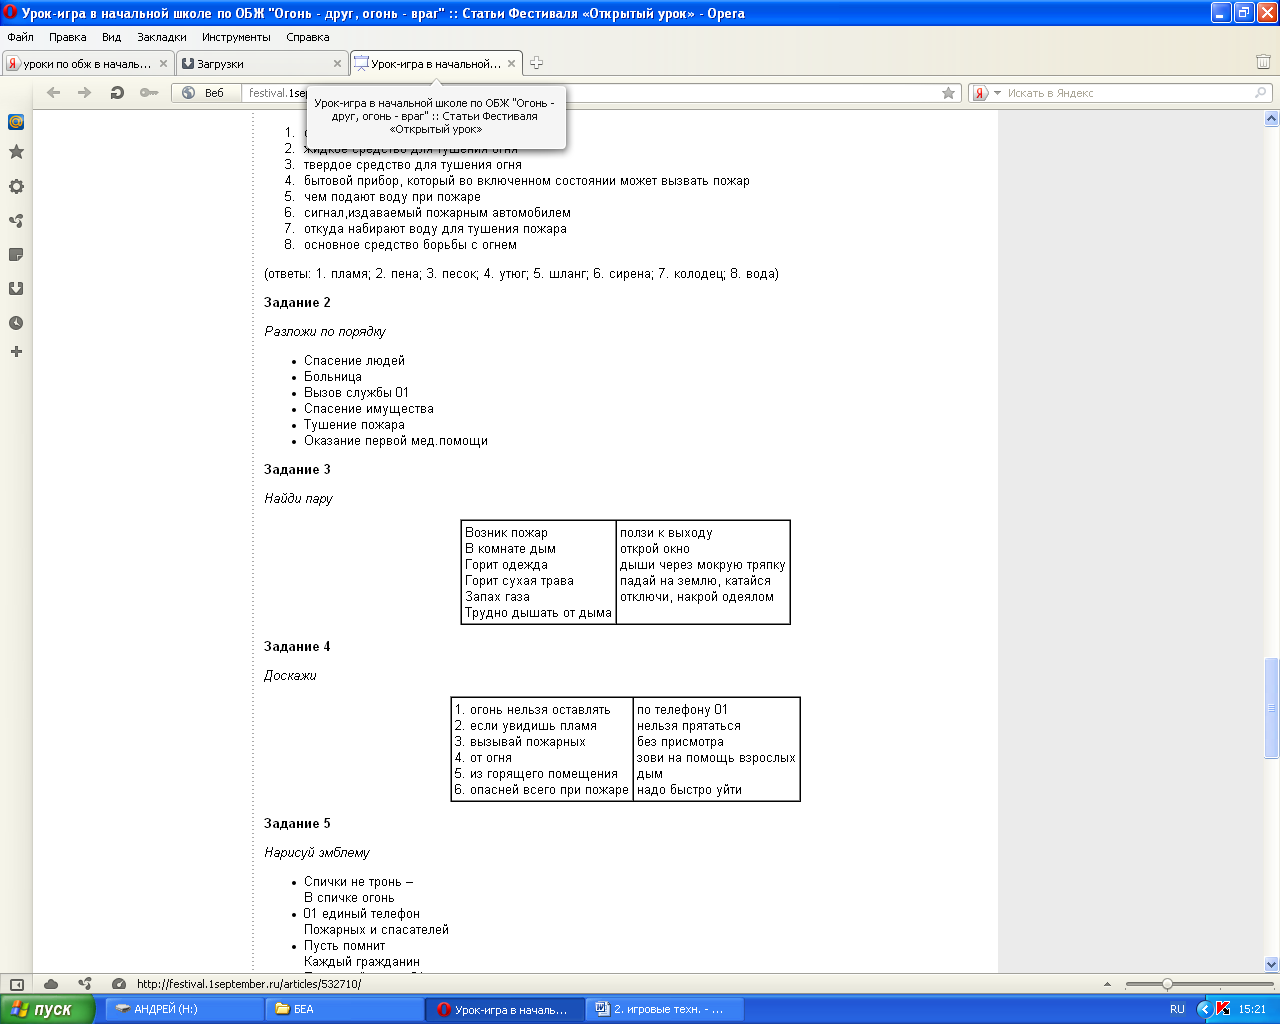 Урок-игра в начальной школе по ОБЖ "Огонь - друг, огонь - враг" :: Статьи Фестиваля «Открытый урок» - Opera
Файл Правка Вид Закладки Инструменты Справка
уроки по обж в началь... Загрузки Урок-игра в начальной...
Веб festival.1sep Искать в Яндекс
Урок-игра в начальной школе по ОБЖ "Огонь -
друг, огонь - враг" :: Статьи Фестиваля
«Открытый урок»
1.
2. жидкое средство для тушения огня
3. твердое средство для тушения огня
4. бытовой прибор, который во включенном состоянии может вызвать пожар
5. чем подают воду при пожаре
6. сигнал,издаваемый пожарным автомобилем
7. откуда набирают воду для тушения пожара
8. основное средство борьбы с огнем
(ответы: 1. пламя; 2. пена; 3. песок; 4. утюг; 5. шланг; 6. сирена; 7. колодец; 8. вода)
Задание 2
Разложи по порядку
• Спасение людей
• Больница
• Вызов службы 01
• Спасение имущества
• Тушение пожара
• Оказание первой мед.помощи
Задание 3
Найди пару
Возник пожар ползи к выходу
В комнате дым открой окно
Горит одежда дыши через мокрую тряпку
Горит сухая трава падай на землю, катайся
Запах газа отключи, накрой одеялом
Трудно дышать от дыма
Задание 4
Доскажи
1. огонь нельзя оставлять по телефону 01
2. если увидишь пламя нельзя прятаться
3. вызывай пожарных без присмотра
4. от огня зови на помощь взрослых
5. из горящего помещения дым
6. опасней всего при пожаре надо быстро уйти
Задание 5
Нарисуй эмблему
• Спички не тронь –
В спичке огонь
• 01 единый телефон
Пожарных и спасателей
• Пусть помнит
Каждый гражданин
http://festival.1september.ru/articles/532710/
пуск АНДРЕЙ (H:) БЕА Урок-игра в началь... 2. игровые техн. - ... RU 15:21